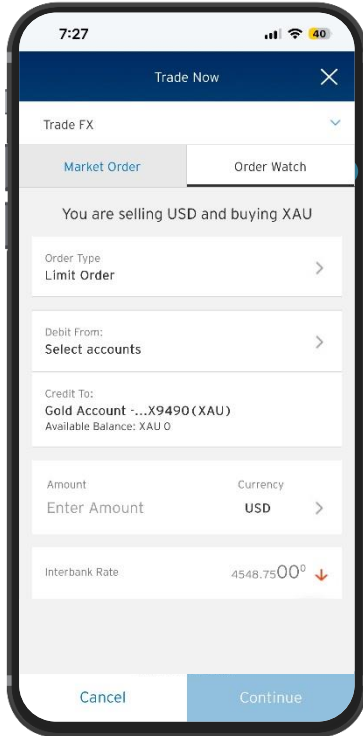 7:27
40
Trade Now
Trade FX
Market Order
Order Watch
You are selling USD and buying XAU
Order Type
Limit Order
Debit From:
Select accounts
Credit To:
Gold Account -...X9490 (XAU)
Available Balance: XAU 0
Amount Currency
Enter Amount USD
Interbank Rate 4548.7500⁰
Cancel
Continue